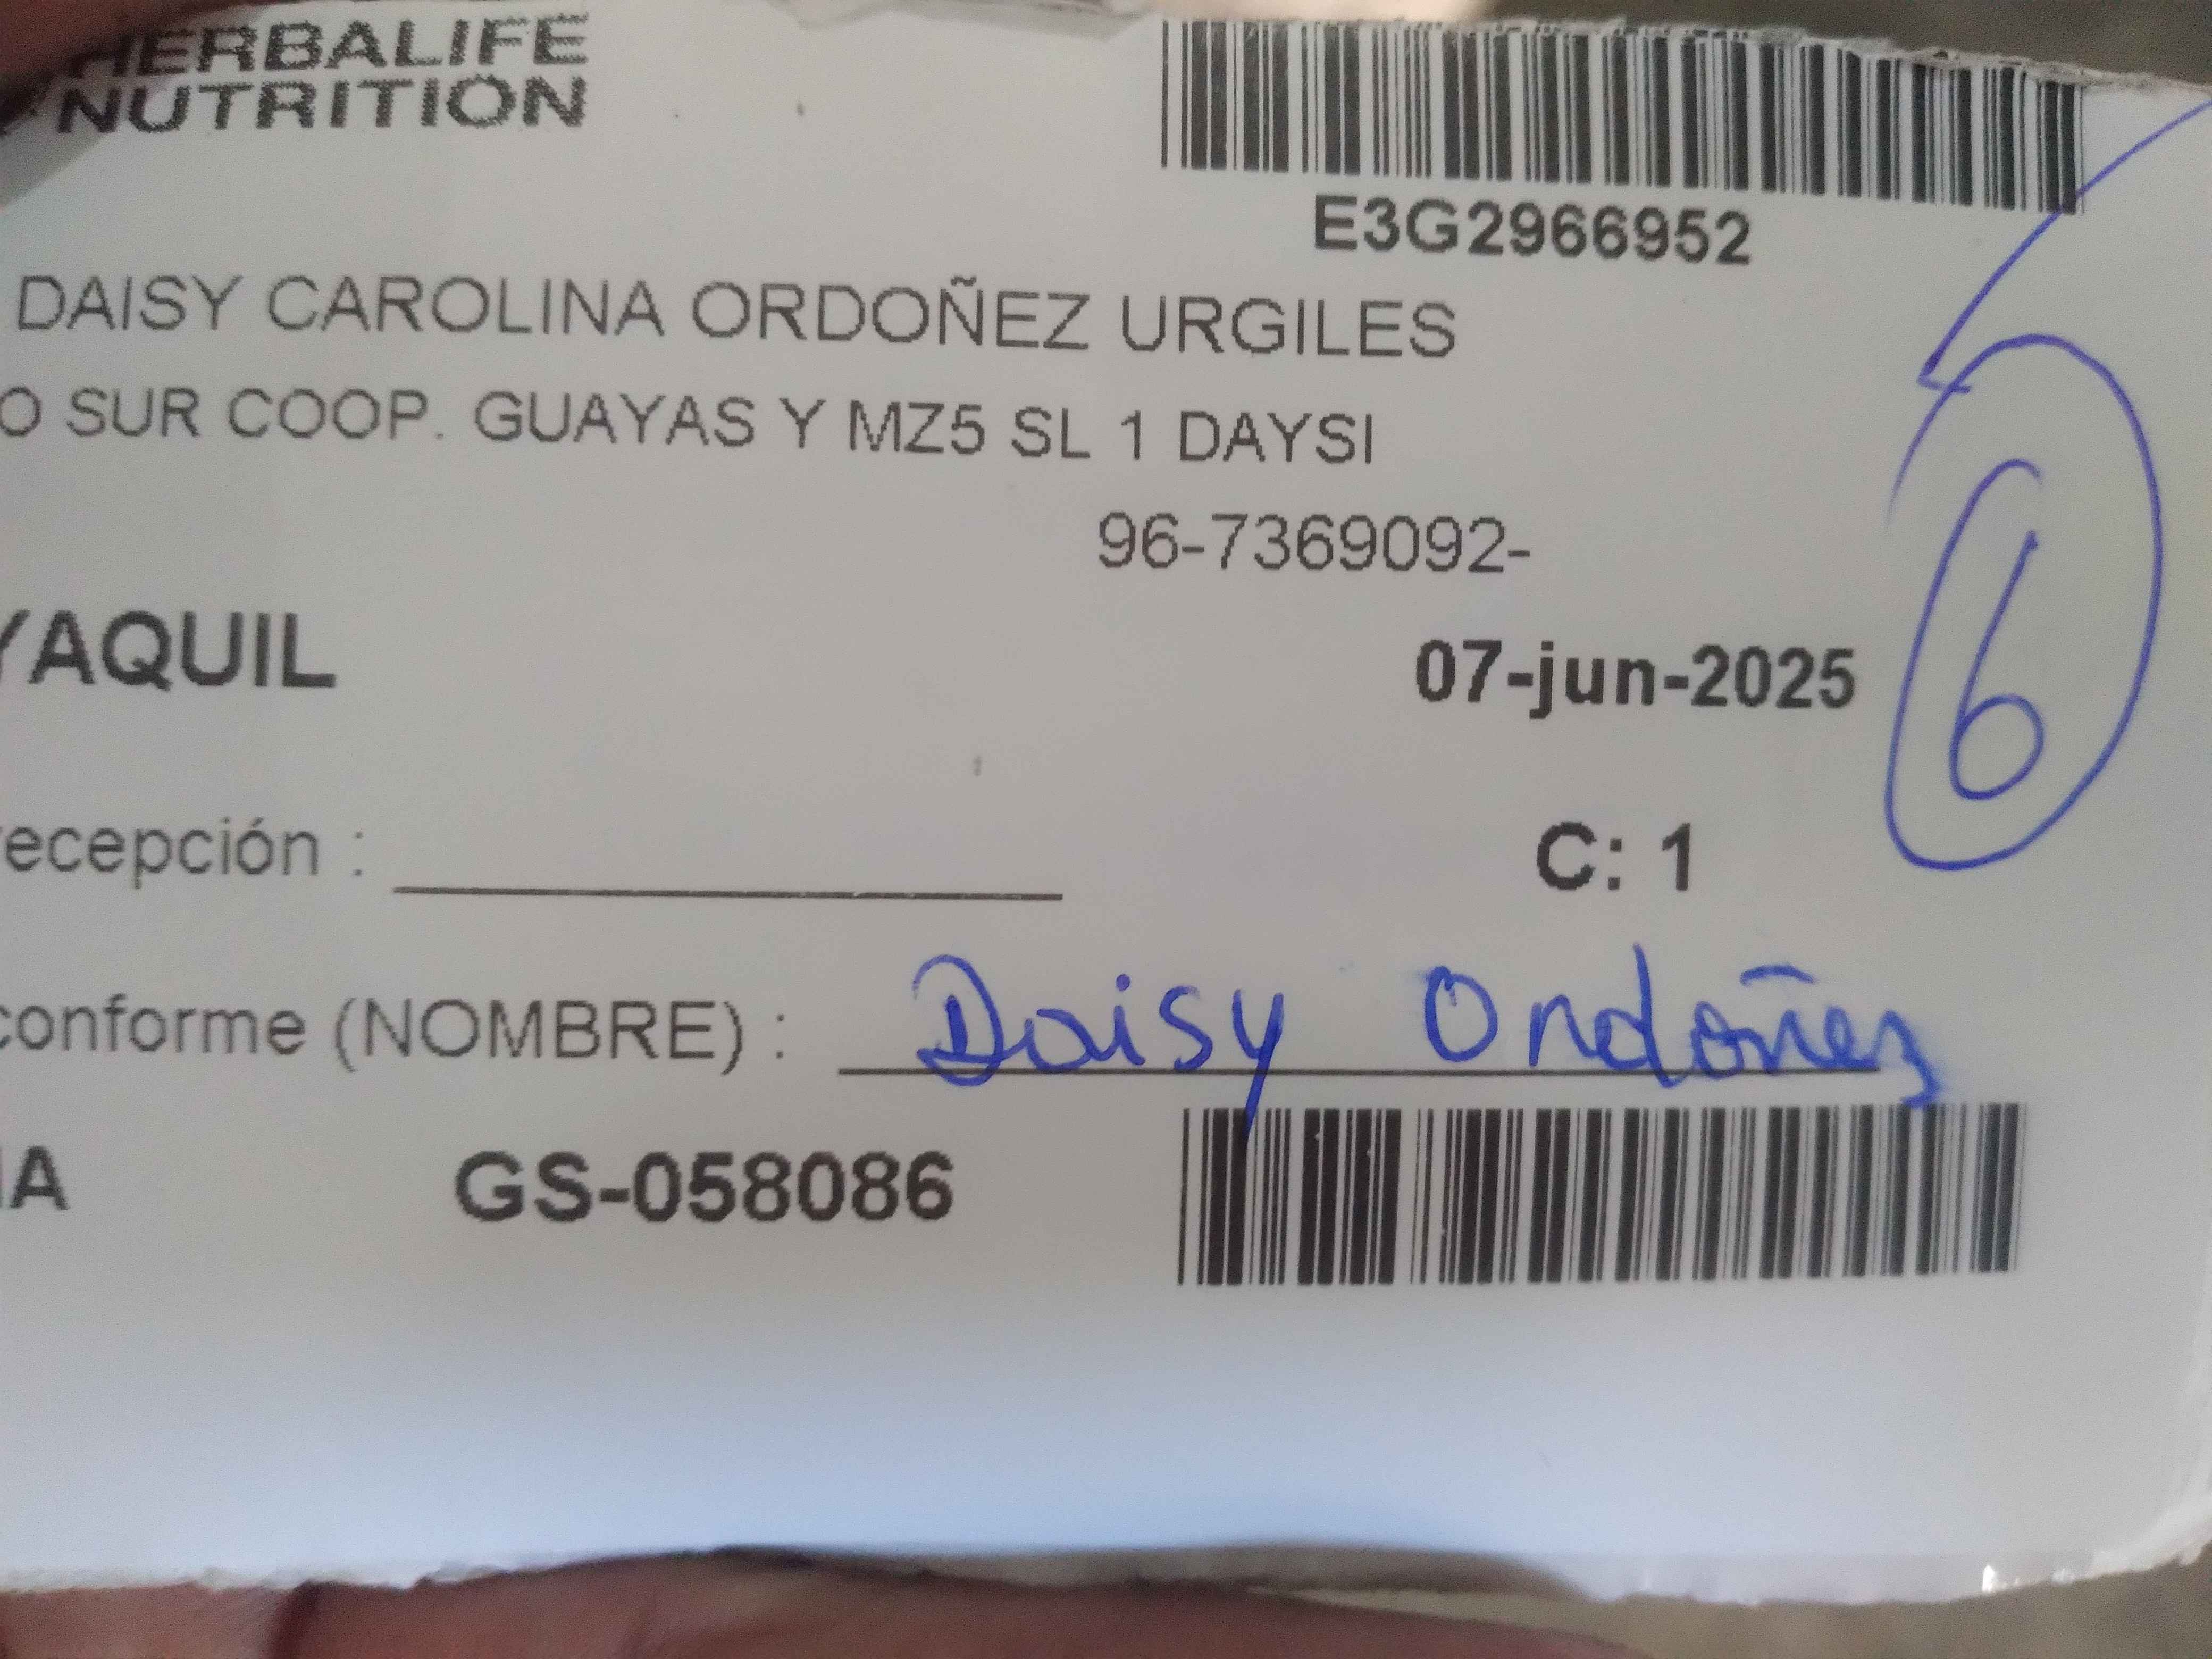 HERBALIFE
NUTRITION
E3G2966952
DAISY CAROLINA ORDOÑEZ URGILES
O SUR COOP. GUAYAS Y MZ5 SL 1 DAYSI
96-7369092-
YAQUIL
07-jun-2025
6
ecepción :
C: 1
conforme (NOMBRE) : Daisy Ordoñez
IA GS-058086